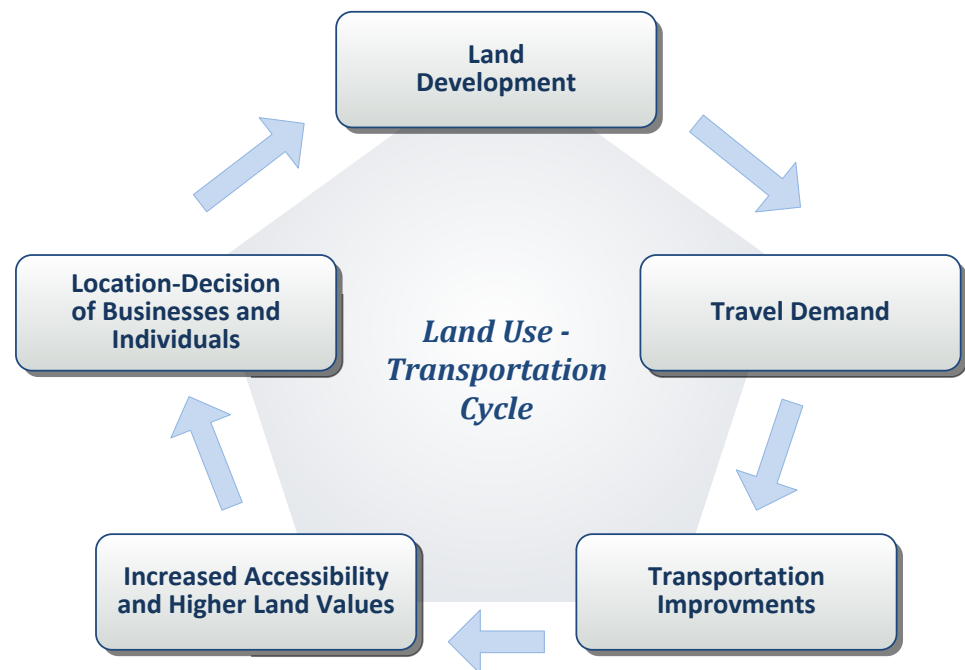 Land
Development
Location-Decision
of Businesses and
Individuals
Travel Demand
Land Use -
Transportation
Cycle
Increased Accessibility
and Higher Land Values
Transportation
Improvments